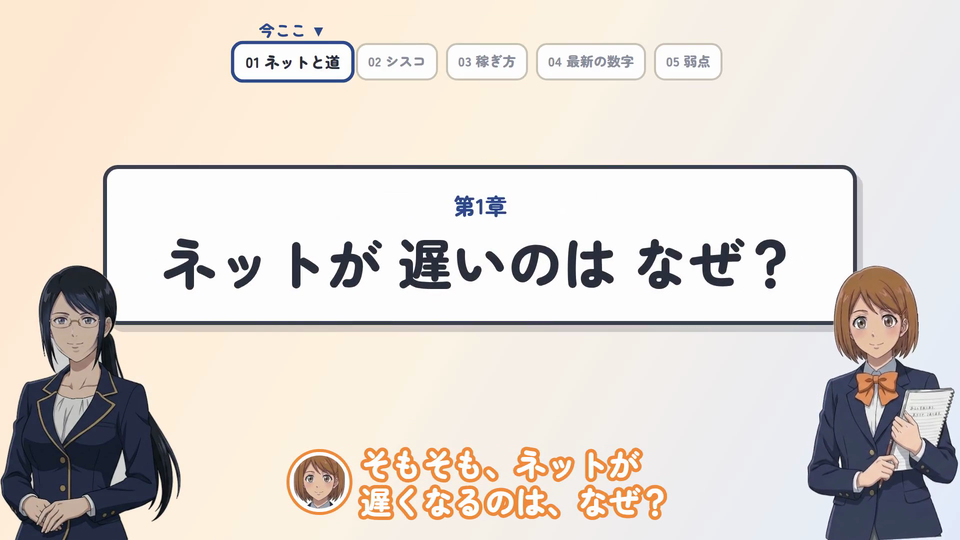 今ここ ▼
01 ネットと道
02 シスコ
03 稼ぎ方
04 最新の数字
05 弱点
第1章
ネットが 遅いのは なぜ？
そもそも、ネットが
遅くなるのは、なぜ？